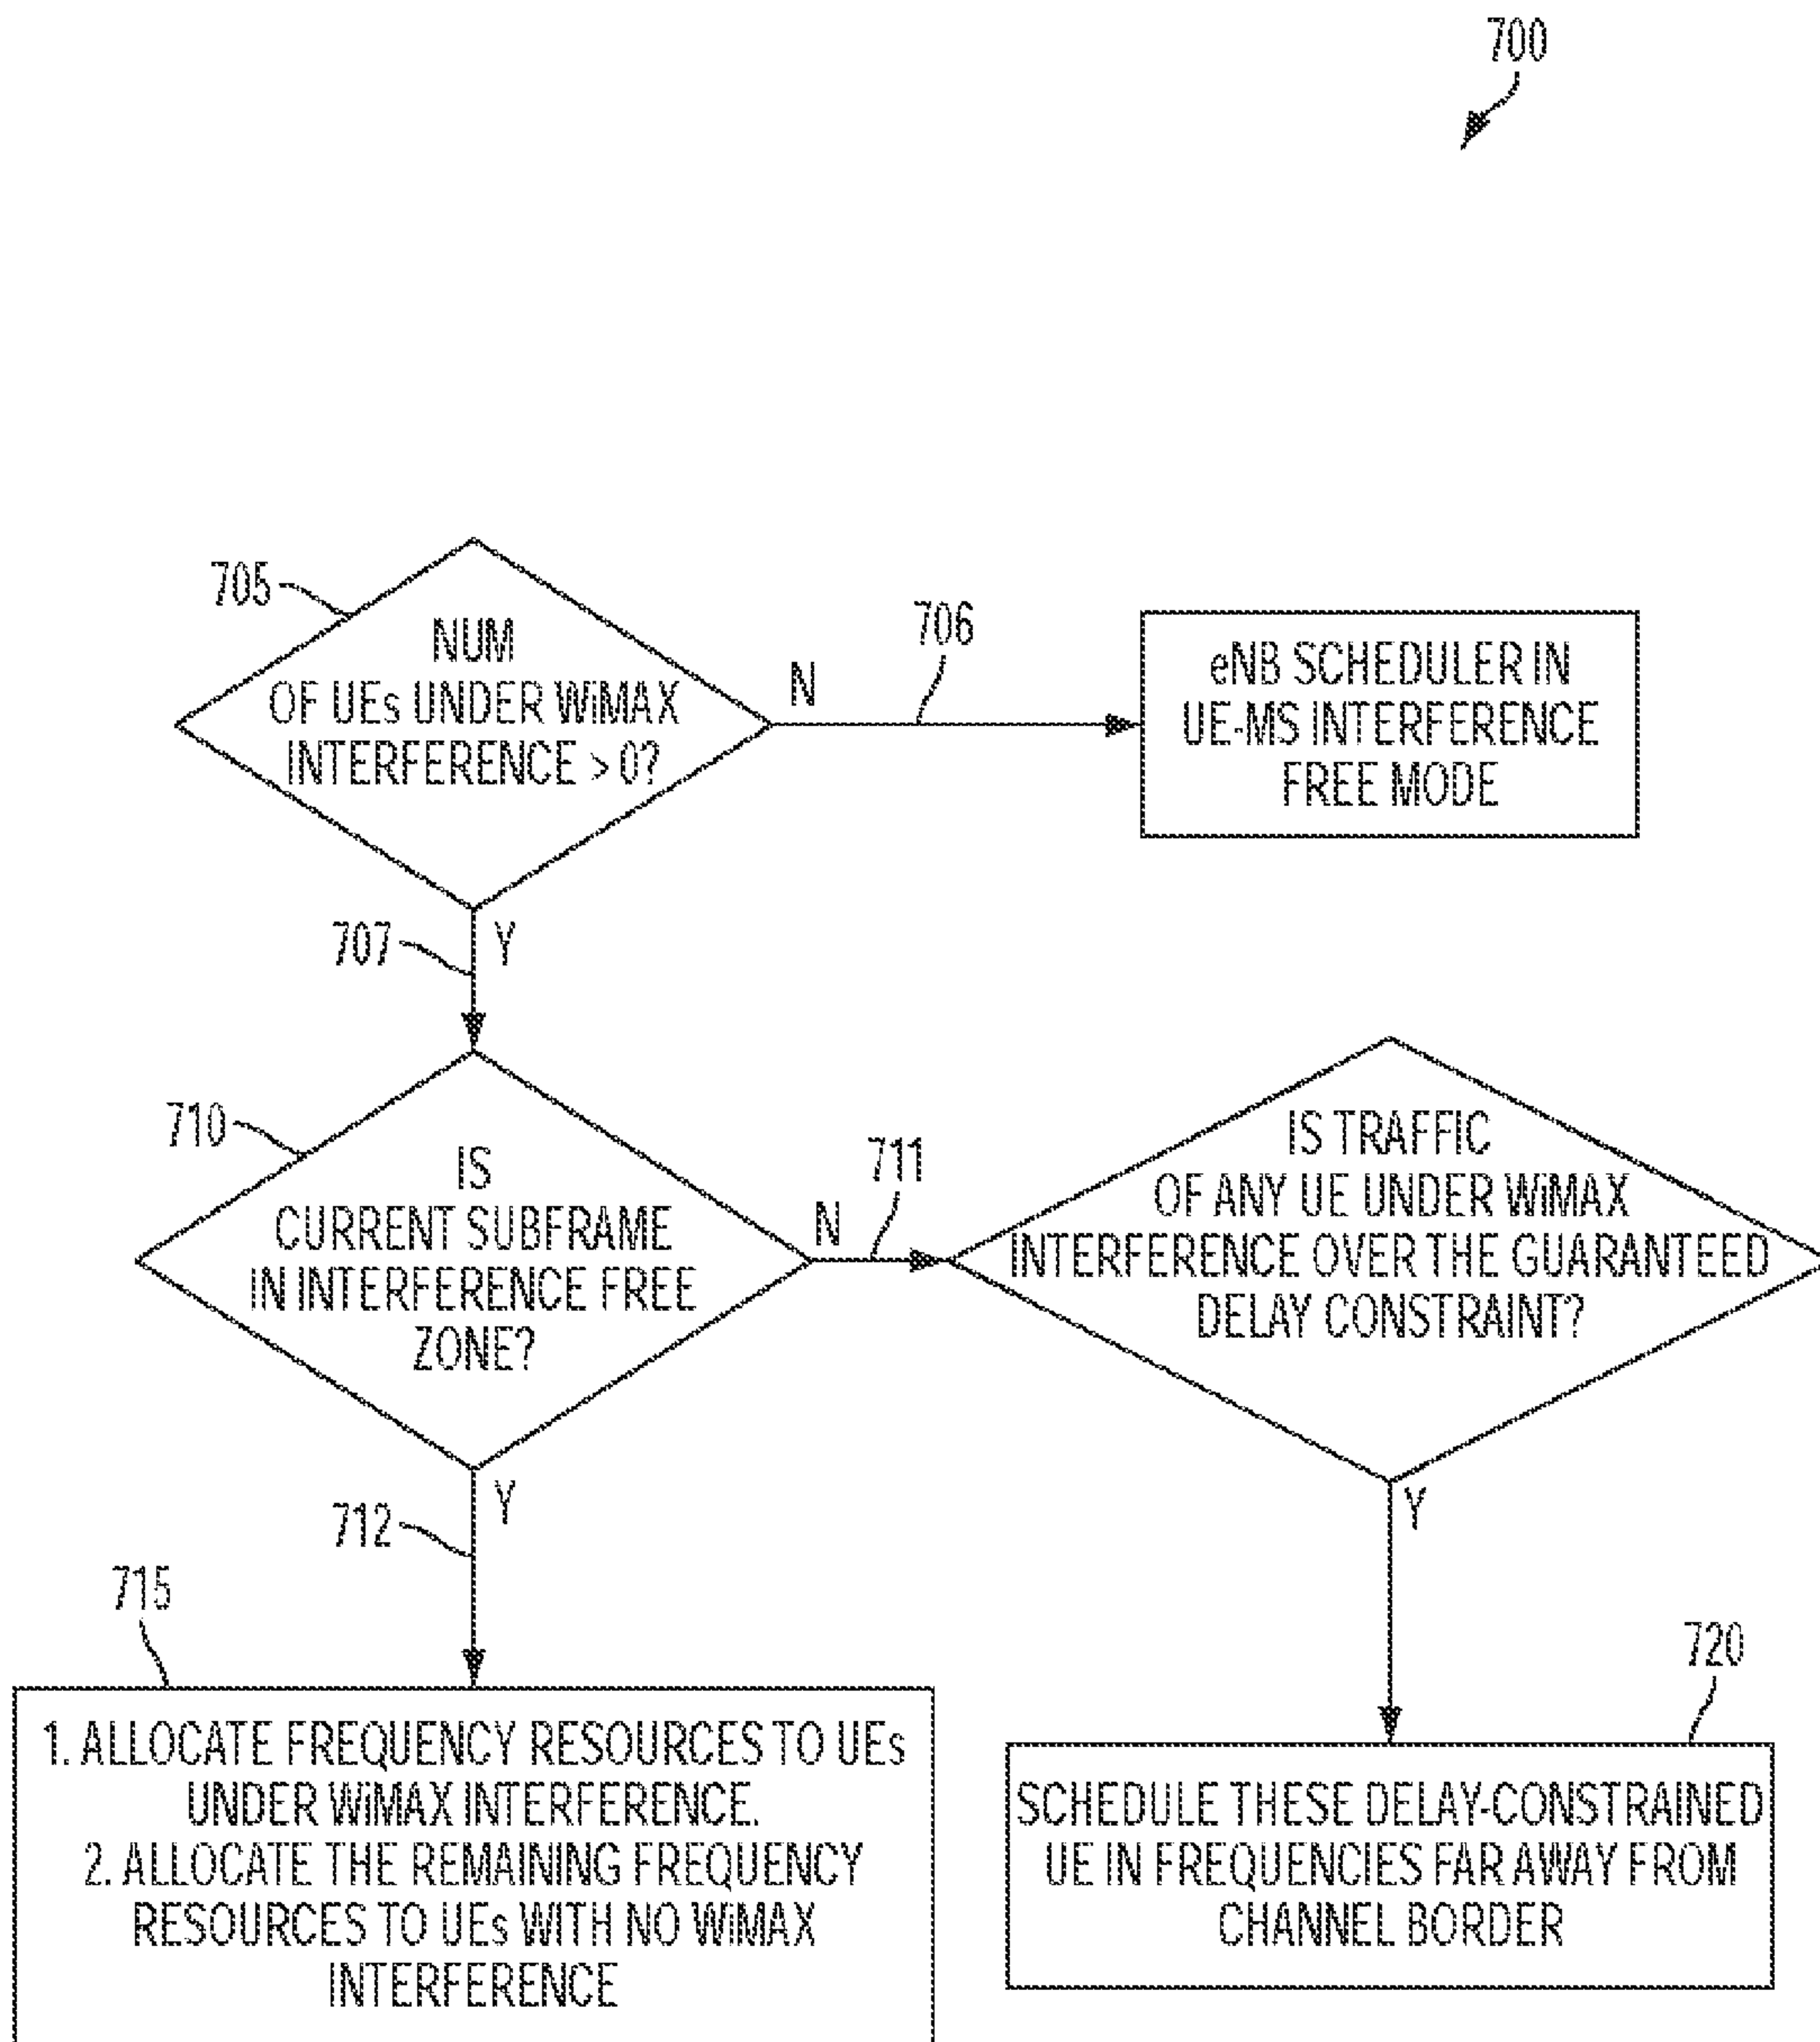 700
705
NUM
OF UEs UNDER WiMAX
INTERFERENCE > 0?
N
706
eNB SCHEDULER IN
UE-MS INTERFERENCE
FREE MODE
707
Y
710
IS
CURRENT SUBFRAME
IN INTERFERENCE FREE
ZONE?
N
711
IS TRAFFIC
OF ANY UE UNDER WiMAX
INTERFERENCE OVER THE GUARANTEED
DELAY CONSTRAINT?
712
Y
Y
715
1. ALLOCATE FREQUENCY RESOURCES TO UEs
UNDER WiMAX INTERFERENCE.
2. ALLOCATE THE REMAINING FREQUENCY
RESOURCES TO UEs WITH NO WiMAX
INTERFERENCE
720
SCHEDULE THESE DELAY-CONSTRAINED
UE IN FREQUENCIES FAR AWAY FROM
CHANNEL BORDER